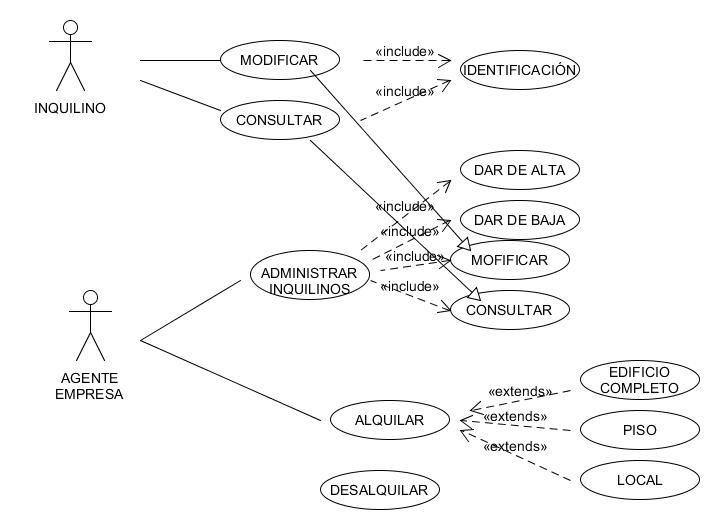 MODIFICAR
«include»
IDENTIFICACIÓN
«include»
INQUILINO
CONSULTAR
DAR DE ALTA
«include»
DAR DE BAJA
«include»
«include»
MOFIFICAR
ADMINISTRAR
INQUILINOS
«include»
CONSULTAR
AGENTE
EMPRESA
EDIFICIO
COMPLETO
«extends»
ALQUILAR
«extends»
PISO
«extends»
LOCAL
DESALQUILAR